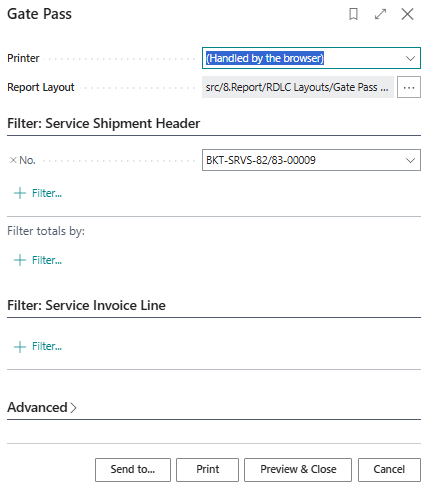 Gate Pass
Printer (Handled by the browser)
Report Layout src/8.Report/RDLC Layouts/Gate Pass ...
Filter: Service Shipment Header
× No. BKT-SRVS-82/83-00009
+ Filter...
Filter totals by:
+ Filter...
Filter: Service Invoice Line
+ Filter...
Advanced >
Send to... Print Preview & Close Cancel